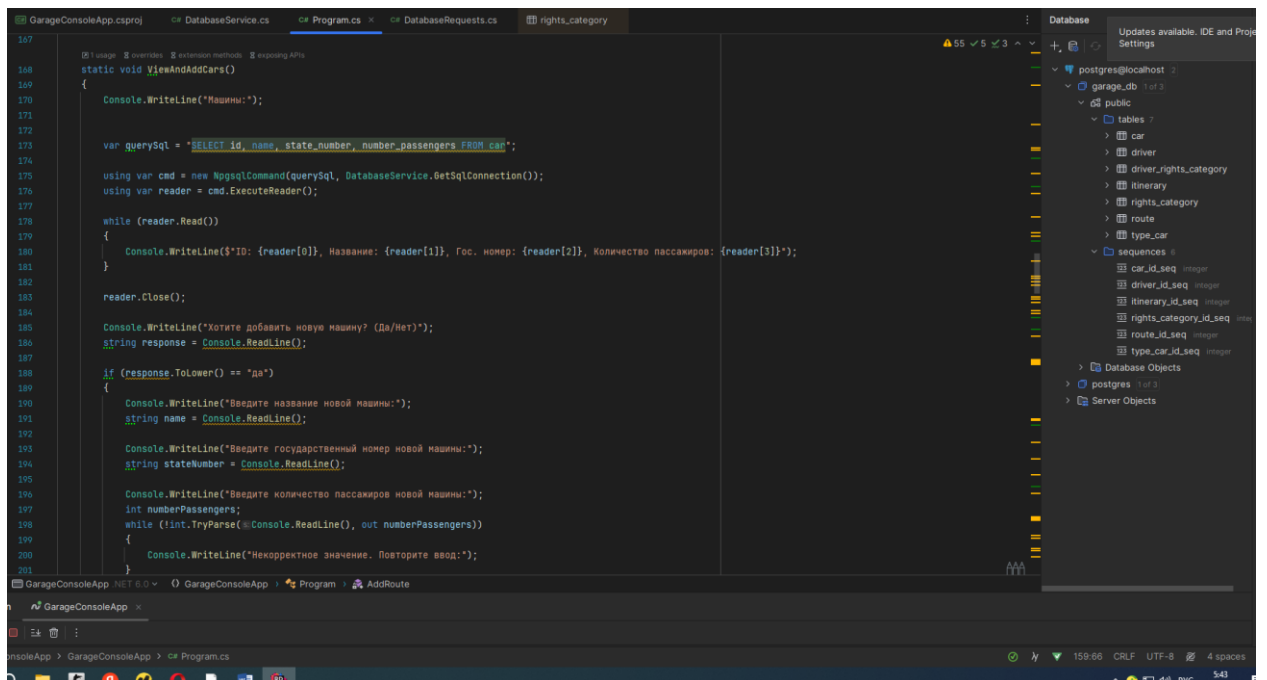 GarageConsoleApp.csproj C# DatabaseService.cs C# Program.cs × C# DatabaseRequests.cs rights_category
Database
Updates available. IDE and Proje
Settings
167
1 usage overrides extension methods exposing APIs
55 5 3
168 static void ViewAndAddCars()
169 {
170 Console.WriteLine("Машины:");
171
172
173 var querySql = "SELECT id, name, state_number, number_passengers FROM car";
174
175 using var cmd = new NpgsqlCommand(querySql, DatabaseService.GetSqlConnection());
176 using var reader = cmd.ExecuteReader();
177
178 while (reader.Read())
179 {
180 Console.WriteLine($"ID: {reader[0]}, Название: {reader[1]}, Гос. номер: {reader[2]}, Количество пассажиров: {reader[3]}");
181 }
182
183 reader.Close();
184
185 Console.WriteLine("Хотите добавить новую машину? (Да/Нет)");
186 string response = Console.ReadLine();
187
188 if (response.ToLower() == "да")
189 {
190 Console.WriteLine("Введите название новой машины:");
191 string name = Console.ReadLine();
192
193 Console.WriteLine("Введите государственный номер новой машины:");
194 string stateNumber = Console.ReadLine();
195
196 Console.WriteLine("Введите количество пассажиров новой машины:");
197 int numberPassengers;
198 while (!int.TryParse(Console.ReadLine(), out numberPassengers))
199 {
200 Console.WriteLine("Некорректное значение. Повторите ввод:");
201 }
postgres@localhost 2
garage_db 1 of 3
public
tables 7
car
driver
driver_rights_category
itinerary
rights_category
route
type_car
sequences 6
car_id_seq integer
driver_id_seq integer
itinerary_id_seq integer
rights_category_id_seq inte
route_id_seq integer
type_car_id_seq integer
Database Objects
postgres 1 of 3
Server Objects
GarageConsoleApp .NET 6.0 GarageConsoleApp Program AddRoute
n GarageConsoleApp ×
onsoleApp > GarageConsoleApp > C# Program.cs
159:66 CRLF UTF-8 4 spaces
РУС 5:43